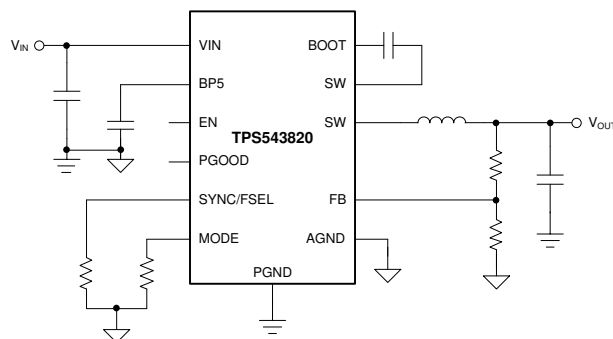 VIN BOOT
VIN
BP5 SW
EN SW
TPS543820
VOUT
PGOOD
SYNC/FSEL FB
MODE AGND
PGND